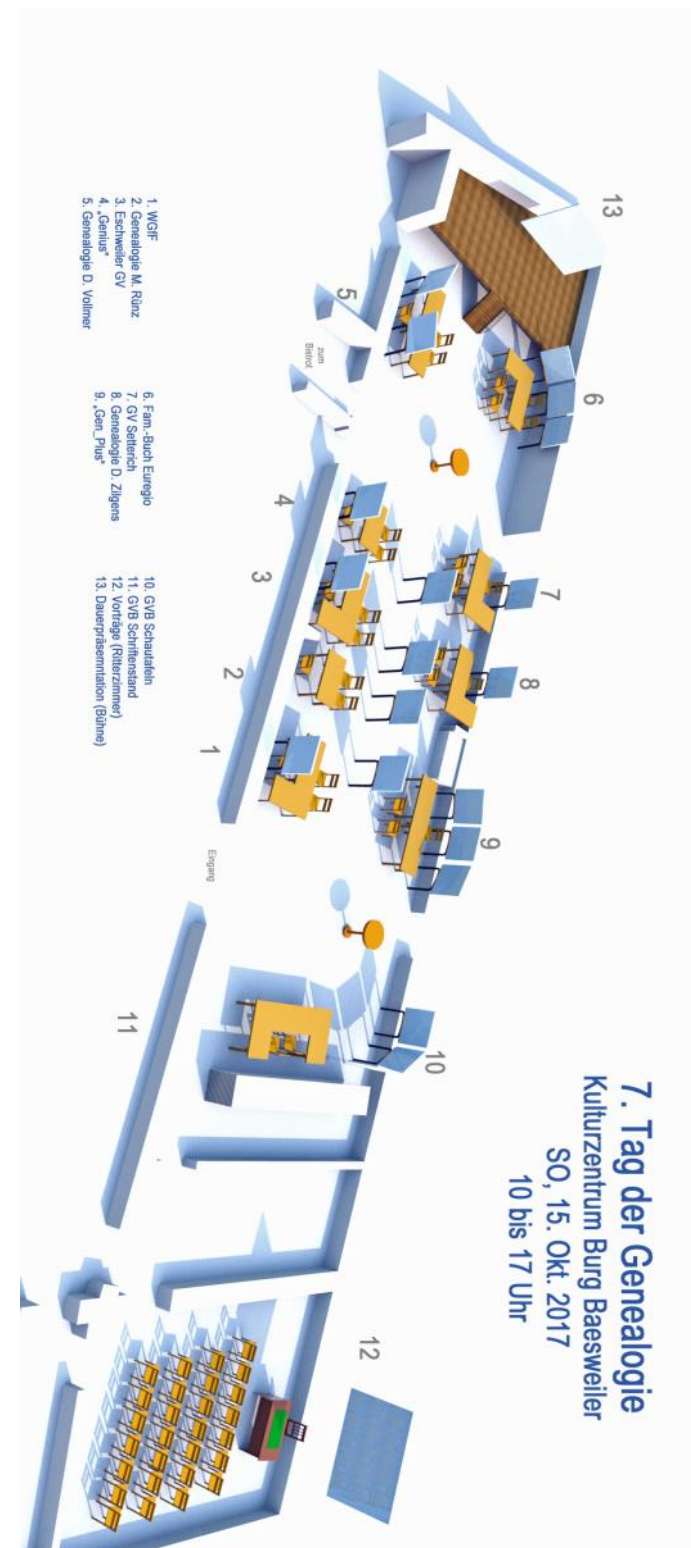 7. Tag der Genealogie
Kulturzentrum Burg Baesweiler
SO, 15. Okt. 2017
10 bis 17 Uhr
13
6
7
8
9
10
12
5
zum
Bistrot
4
3
2
1
Eingang
11
1. WGfF
2. Genealogie M. Rünz
3. Eschweiler GV
4. „Genius"
5. Genealogie D. Vollmer
6. Fam.-Buch Euregio
7. GV Setterich
8. Genealogie D. Zilgens
9. „Gen_Plus"
10. GVB Schautafeln
11. GVB Schriftenstand
12. Vorträge (Ritterzimmer)
13. Dauerpräsemntation (Bühne)